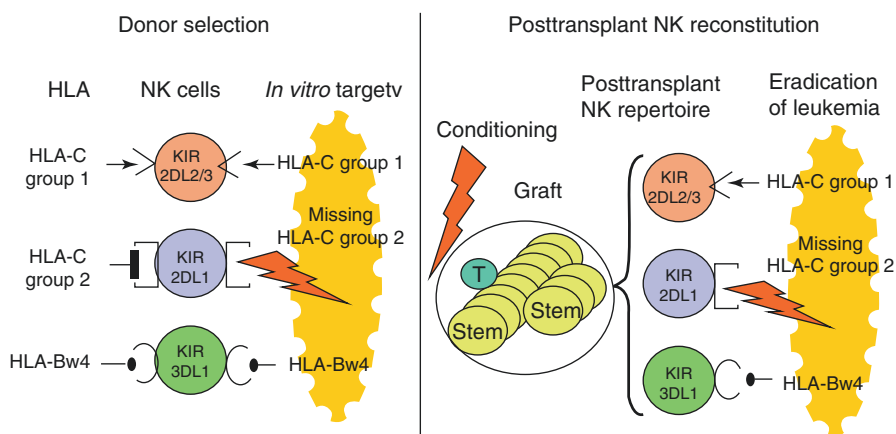 Donor selection
HLA
NK cells
In vitro targetv
HLA-C
group 1
KIR
2DL2/3
HLA-C group 1
HLA-C
group 2
KIR
2DL1
Missing
HLA-C group 2
HLA-Bw4
KIR
3DL1
HLA-Bw4
Posttransplant NK reconstitution
Conditioning
Graft
T
Stem
Stem
Posttransplant
NK repertoire
Eradication
of leukemia
KIR
2DL2/3
HLA-C group 1
KIR
2DL1
Missing
HLA-C group 2
KIR
3DL1
HLA-Bw4